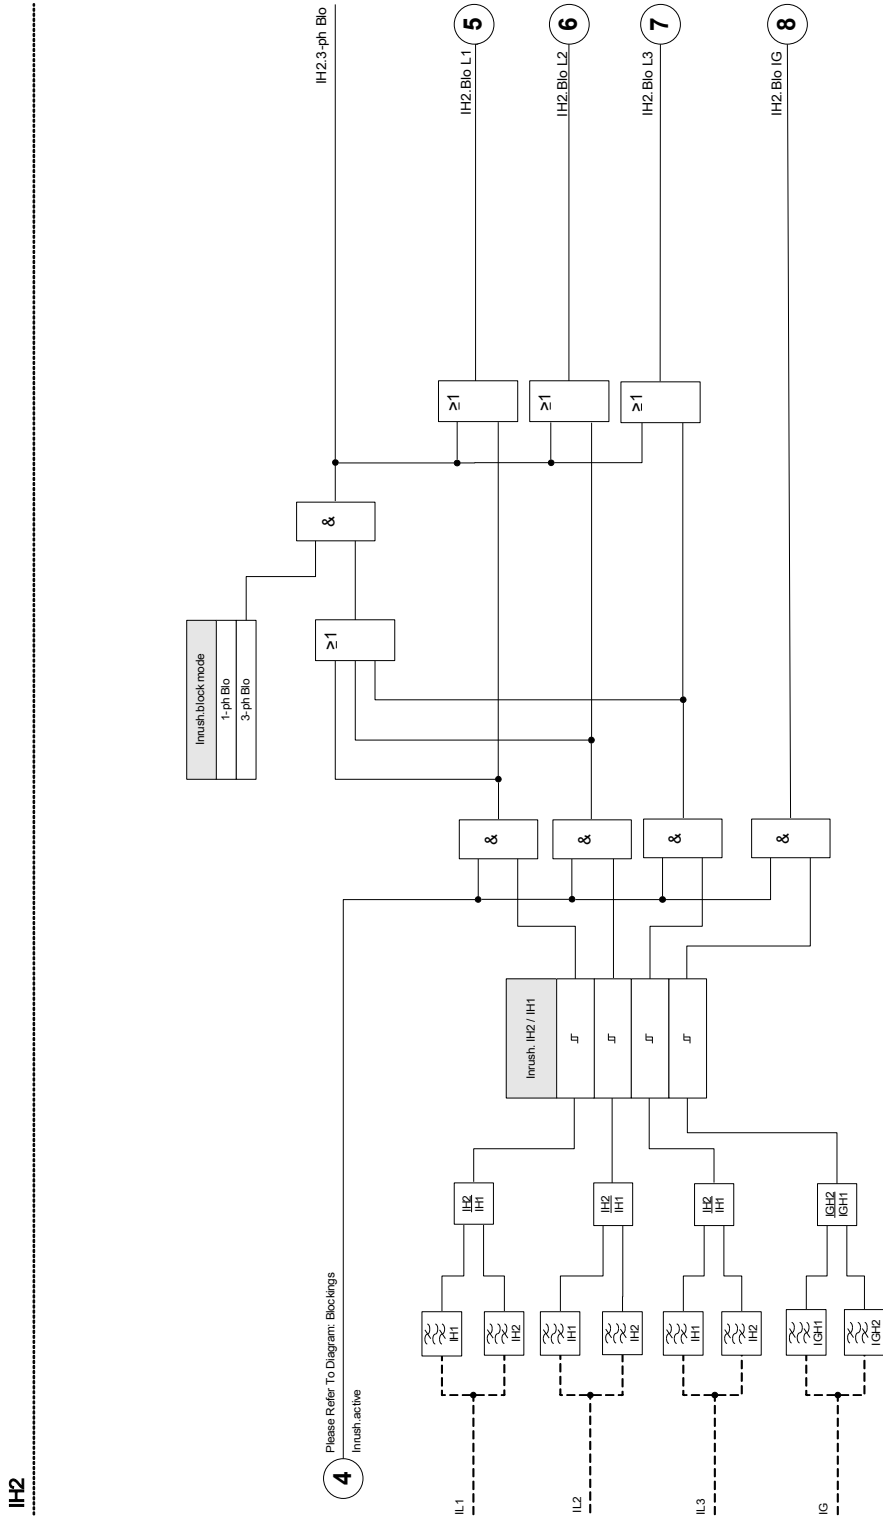 IH2
4
Please Refer To Diagram: Blockings
Inrush.active
IL1
IL2
IL3
IG
IH1
IH2
IH1
IH2
IH1
IH2
IGH1
IGH2
IH2
IH1
IH2
IH1
IH2
IH1
IGH2
IGH1
Inrush. IH2 / IH1
&
&
&
&
Inrush.block mode
1-ph Blo
3-ph Blo
≥1
&
≥1
≥1
≥1
IH2.3-ph Blo
IH2.Blo L1
5
IH2.Blo L2
6
IH2.Blo L3
7
IH2.Blo IG
8